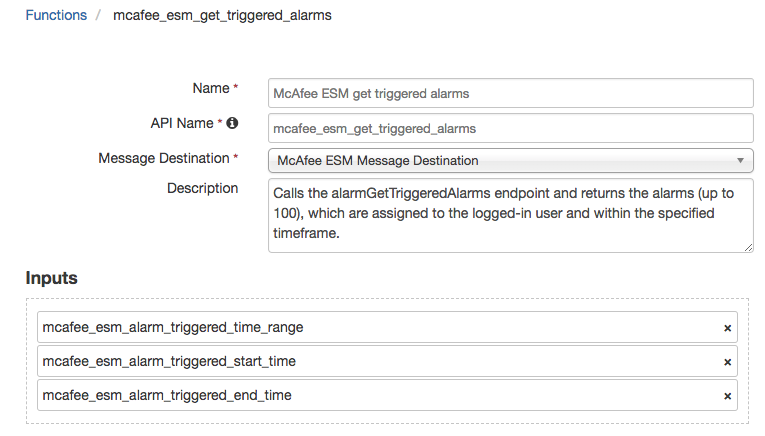 Functions / mcafee_esm_get_triggered_alarms
Name * McAfee ESM get triggered alarms
API Name * mcafee_esm_get_triggered_alarms
Message Destination * McAfee ESM Message Destination
Description Calls the alarmGetTriggeredAlarms endpoint and returns the alarms (up to
100), which are assigned to the logged-in user and within the specified
timeframe.
Inputs
mcafee_esm_alarm_triggered_time_range ×
mcafee_esm_alarm_triggered_start_time ×
mcafee_esm_alarm_triggered_end_time ×